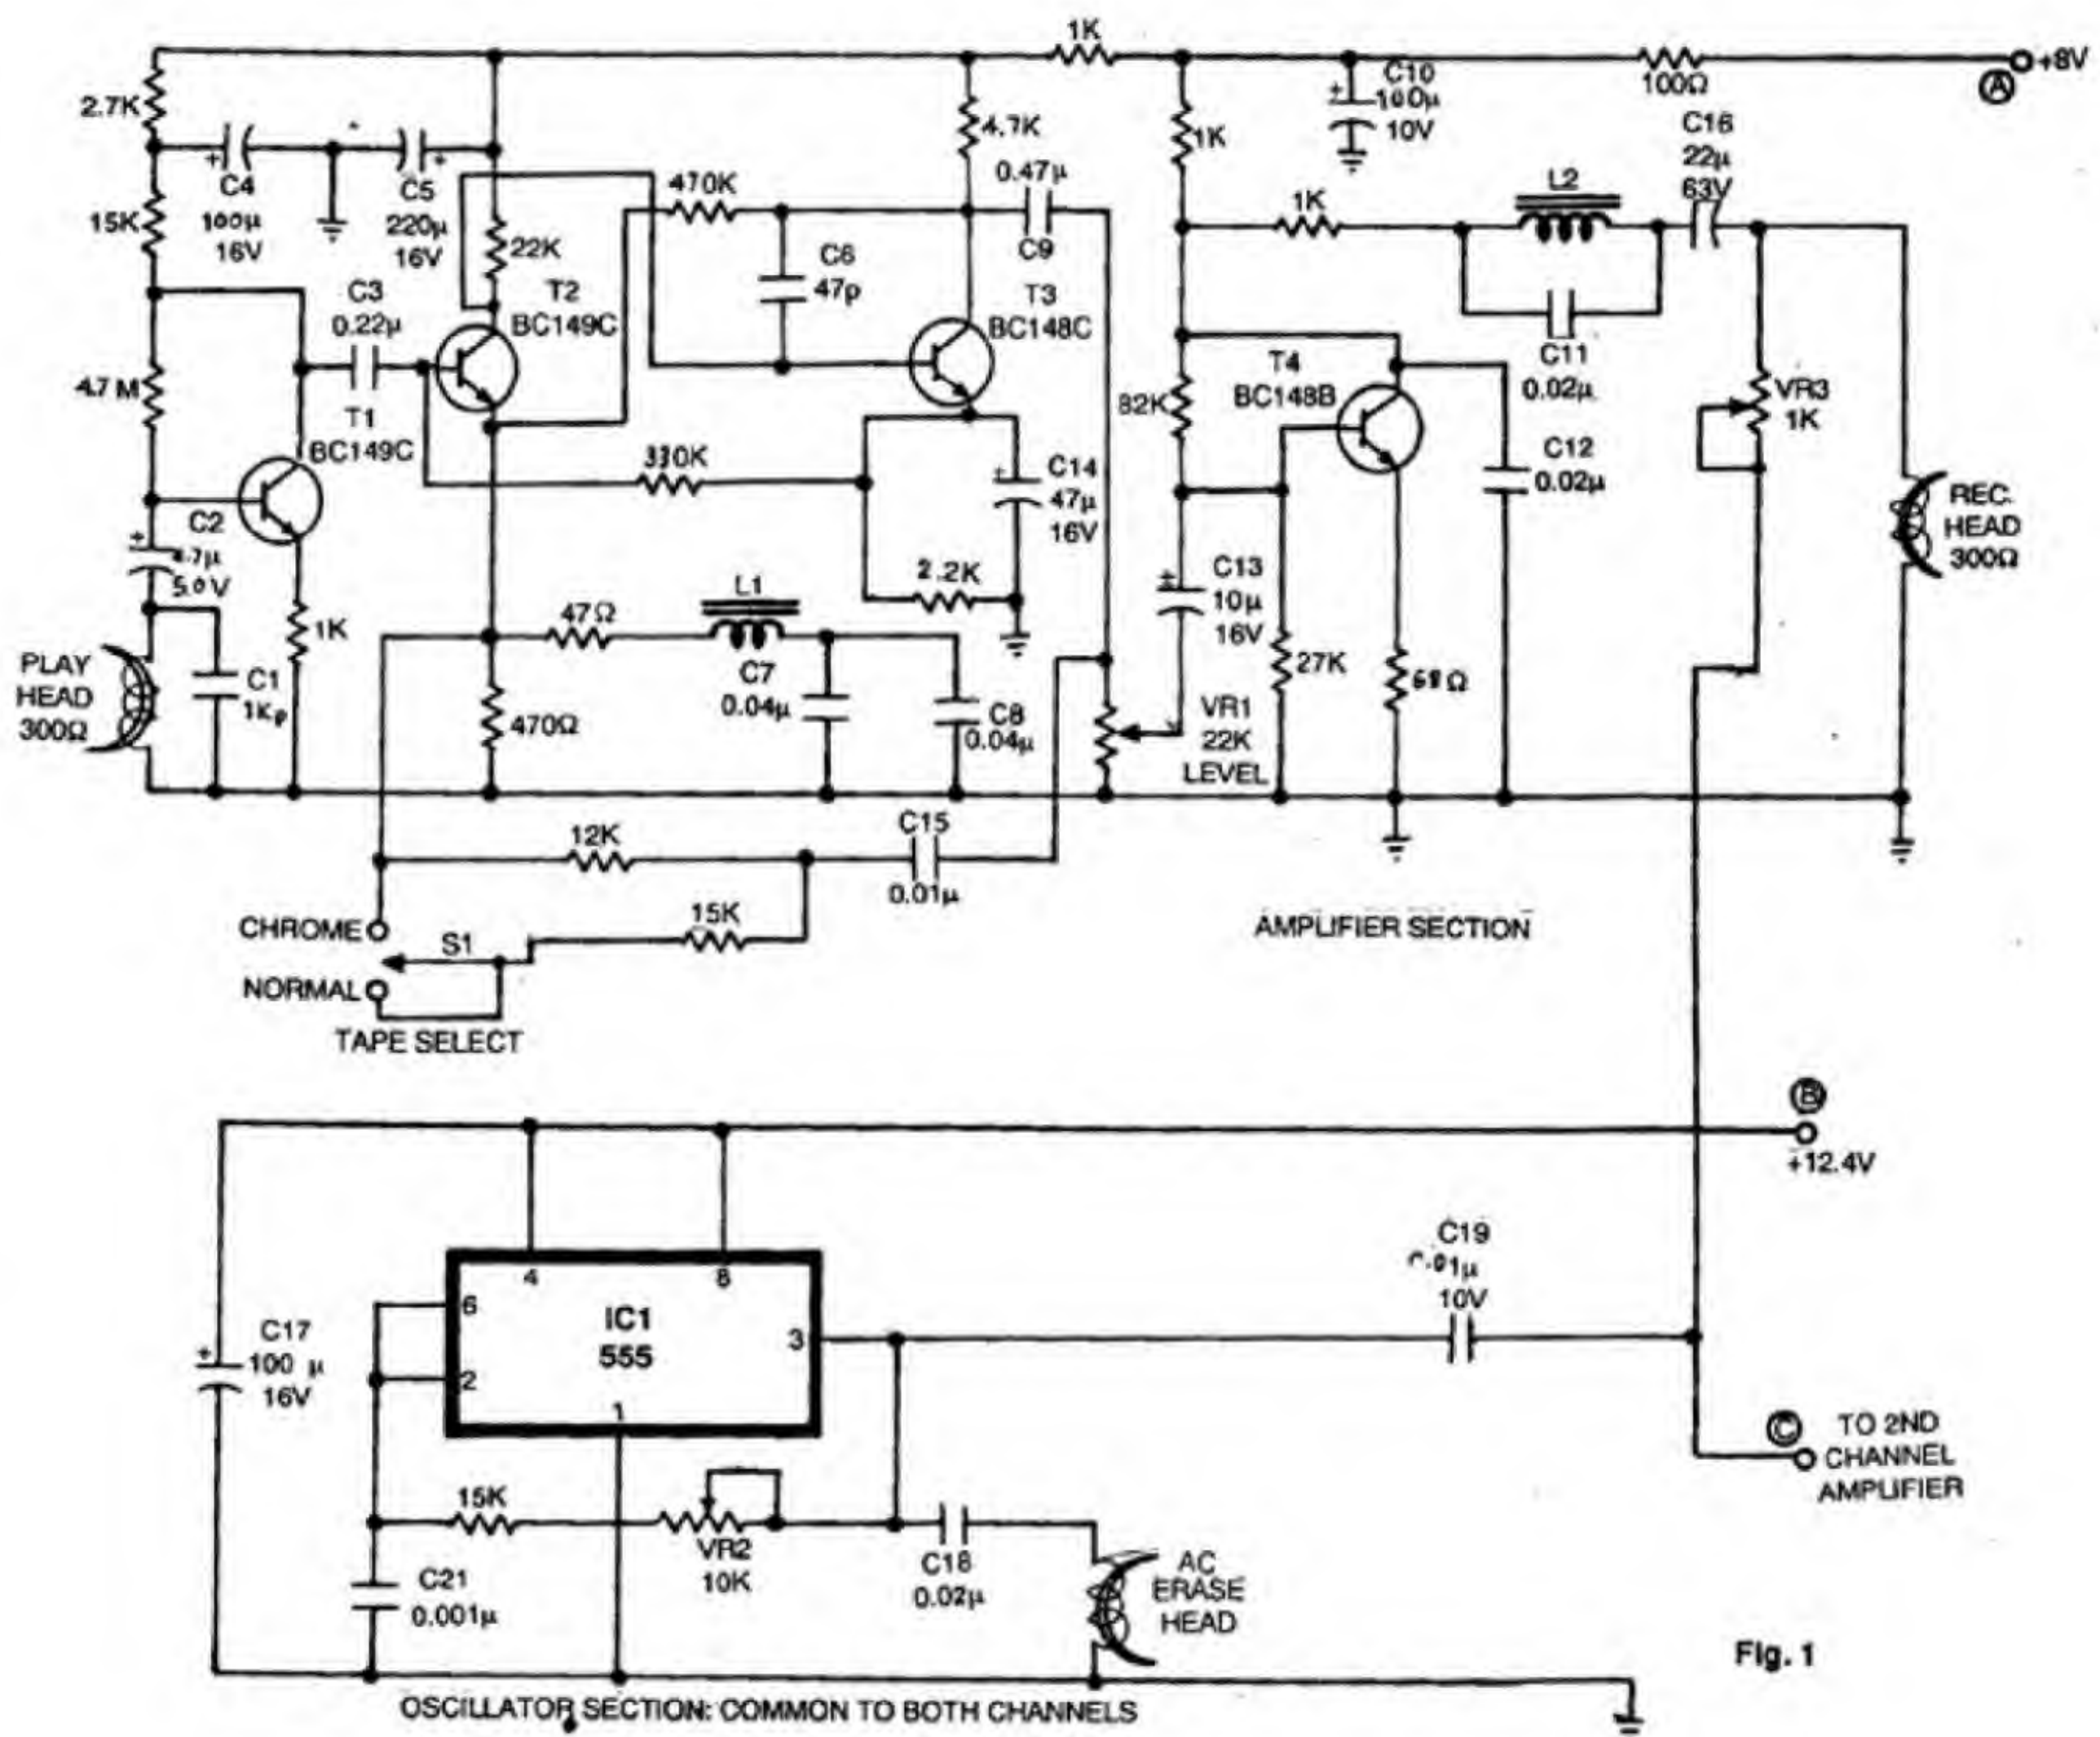 1K
+8V
A
2.7K
C10
100µ
10V
100Ω
4.7K
1K
C16
22µ
63V
C4
100µ
16V
C5
220µ
16V
15K
470K
0.47µ
C9
1K
L2
22K
C6
47p
C3
0.22µ
T2
BC149C
T3
BC148C
C11
0.02µ
4.7M
T1
BC149C
82K
T4
BC148B
VR3
1K
330K
C14
47µ
16V
C12
0.02µ
REC.
HEAD
300Ω
C2
4.7µ
50V
2.2K
C13
10µ
16V
1K
47Ω
L1
PLAY
HEAD
300Ω
C1
1Kp
C7
0.04µ
27K
68Ω
470Ω
C8
0.04µ
VR1
22K
LEVEL
12K
C15
0.01µ
15K
CHROME
S1
NORMAL
TAPE SELECT
AMPLIFIER SECTION
B
+12.4V
4
8
6
IC1
555
3
2
1
C17
100 µ
16V
C19
10V
C
TO 2ND
CHANNEL
AMPLIFIER
15K
VR2
10K
C21
0.001µ
C18
0.02µ
AC
ERASE
HEAD
Fig. 1
OSCILLATOR SECTION: COMMON TO BOTH CHANNELS